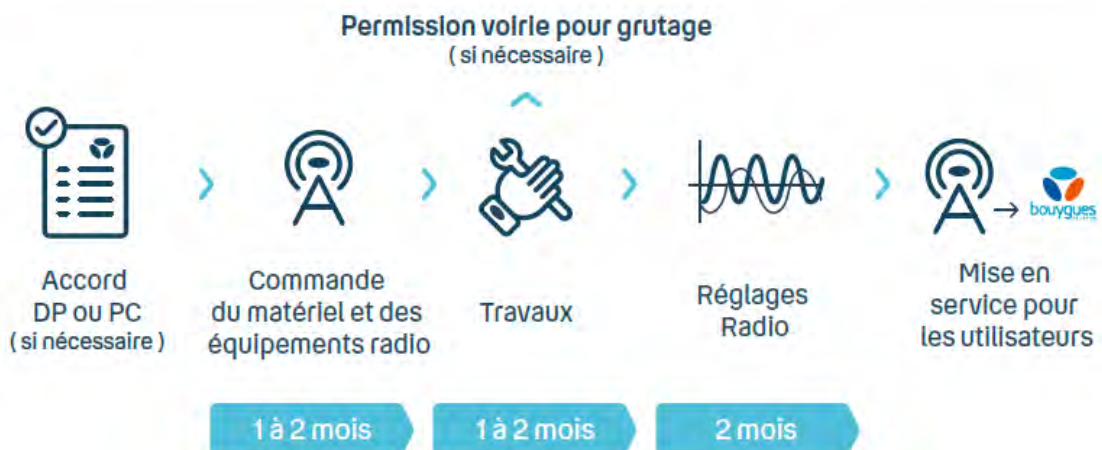 Permission voirie pour grutage
( si nécessaire )
Accord
DP ou PC
( si nécessaire )
Commande
du matériel et des
équipements radio
Travaux
Réglages
Radio
bouygues
Mise en
service pour
les utilisateurs
1 à 2 mois
1 à 2 mois
2 mois